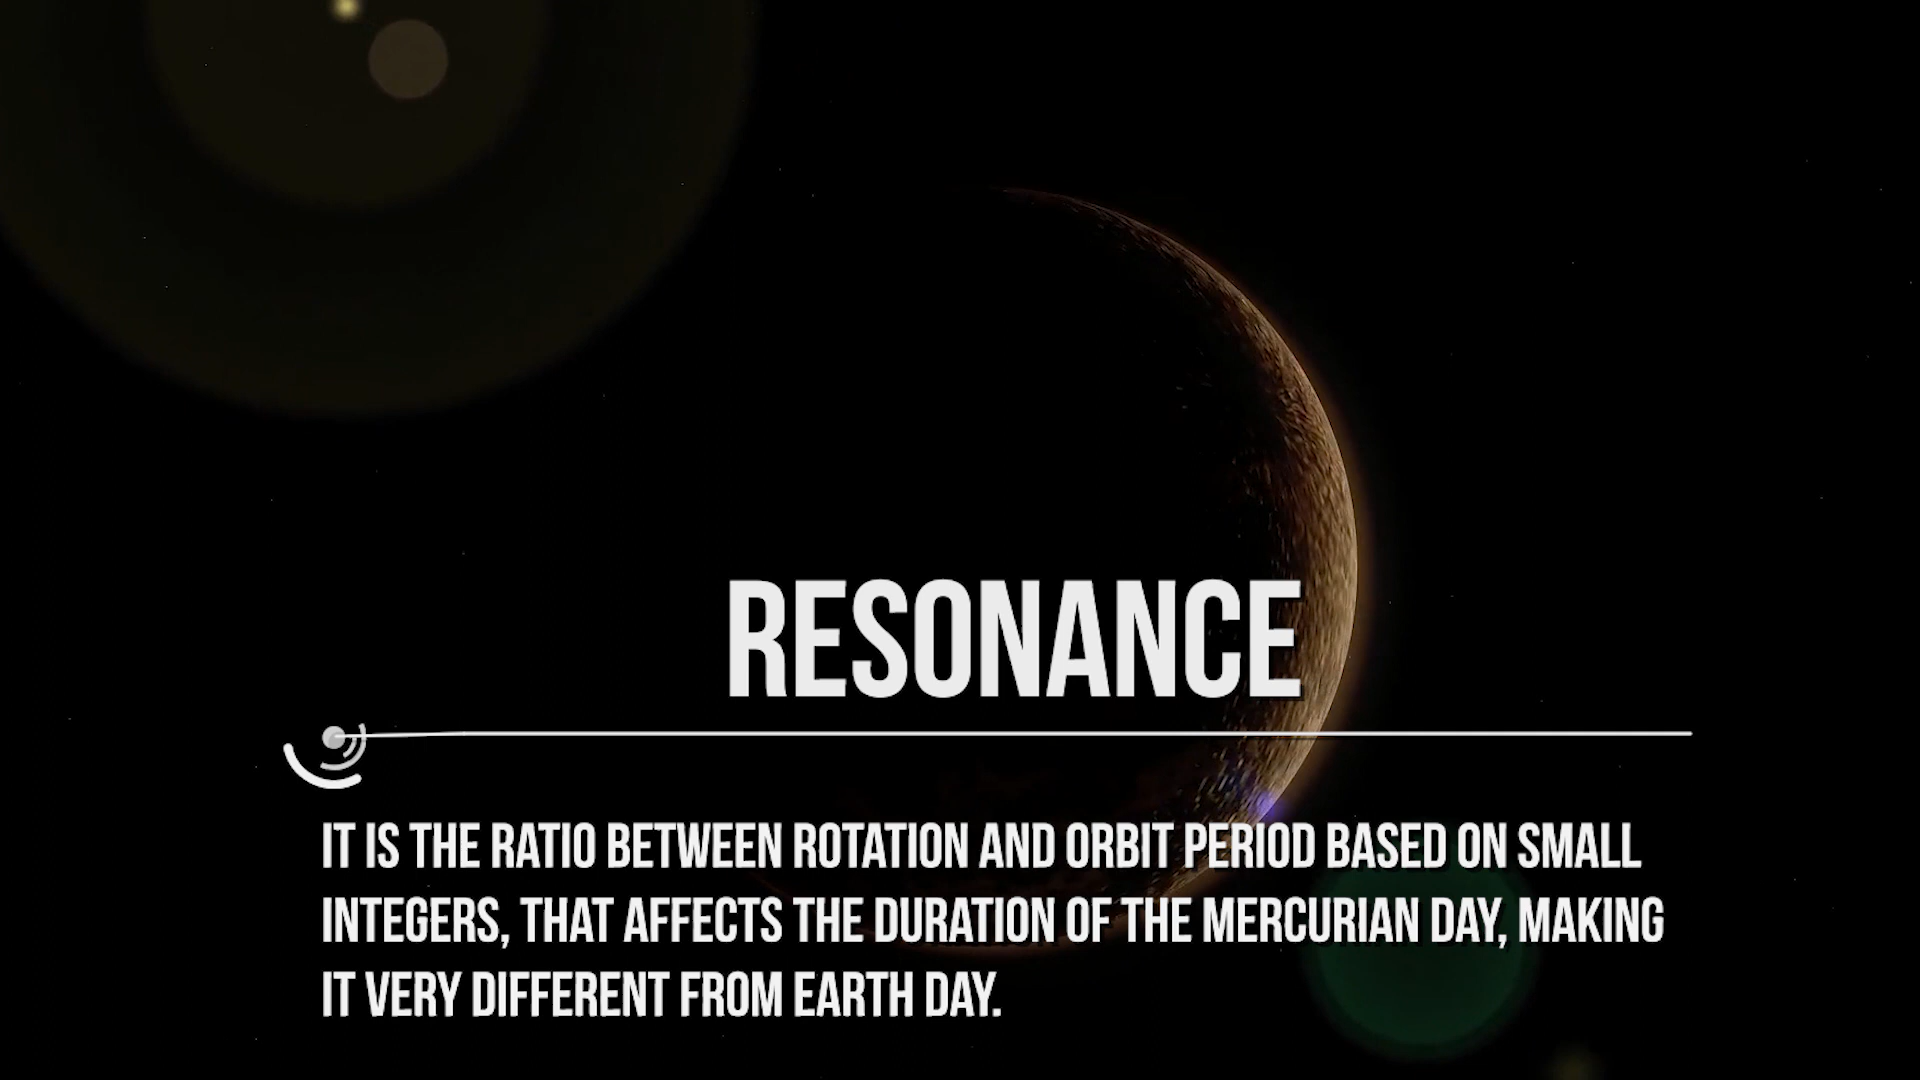 RESONANCE
IT IS THE RATIO BETWEEN ROTATION AND ORBIT PERIOD BASED ON SMALL
INTEGERS, THAT AFFECTS THE DURATION OF THE MERCURIAN DAY, MAKING
IT VERY DIFFERENT FROM EARTH DAY.